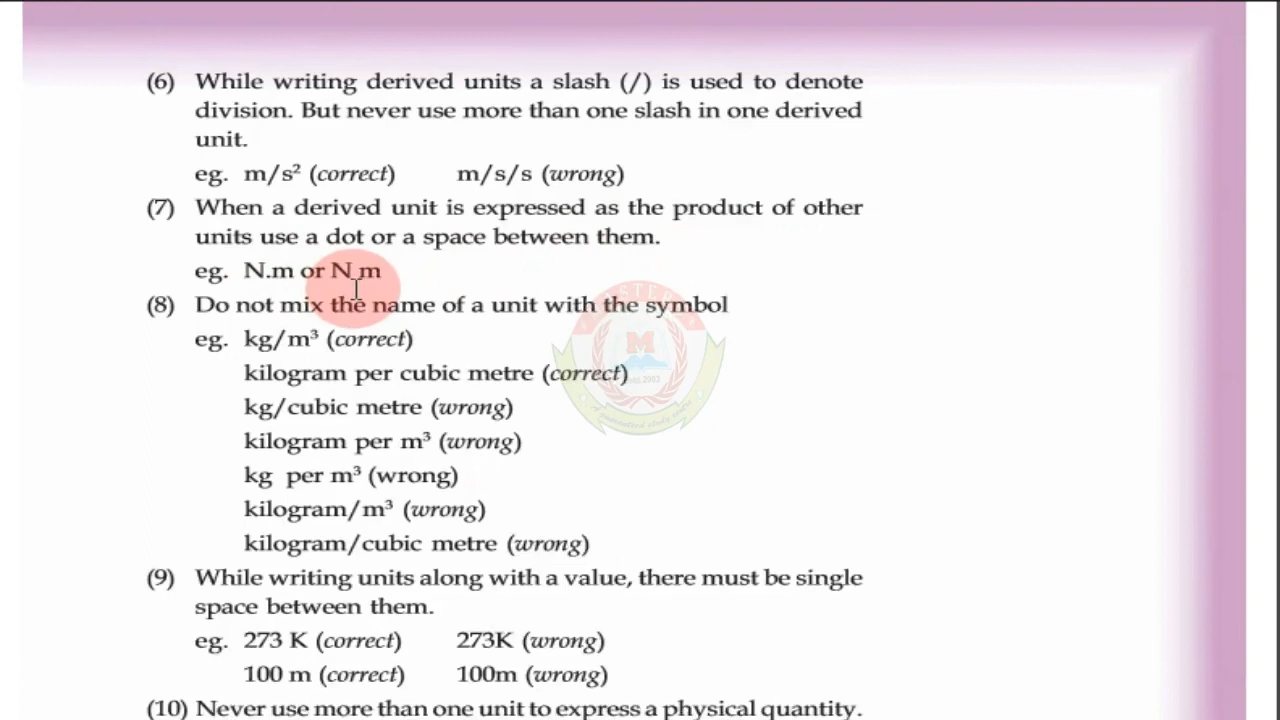 (6) While writing derived units a slash (/) is used to denote
division. But never use more than one slash in one derived
unit.
eg. m/s² (correct) m/s/s (wrong)
(7) When a derived unit is expressed as the product of other
units use a dot or a space between them.
eg. N.m or N m
(8) Do not mix the name of a unit with the symbol
eg. kg/m³ (correct)
kilogram per cubic metre (correct)
kg/cubic metre (wrong)
kilogram per m³ (wrong)
kg per m³ (wrong)
kilogram/m³ (wrong)
kilogram/cubic metre (wrong)
(9) While writing units along with a value, there must be single
space between them.
eg. 273 K (correct) 273K (wrong)
100 m (correct) 100m (wrong)
(10) Never use more than one unit to express a physical quantity.
M